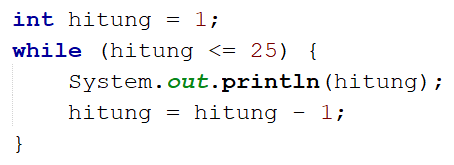 int hitung = 1;
while (hitung <= 25) {
    System.out.println(hitung);
    hitung = hitung - 1;
}